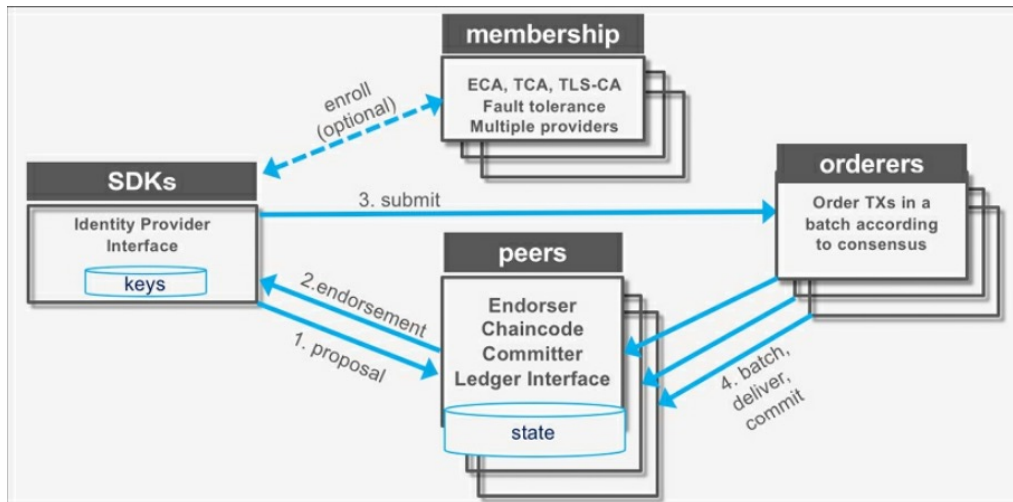 membership
ECA, TCA, TLS-CA
Fault tolerance
Multiple providers
enroll
(optional)
SDKs
Identity Provider
Interface
keys
3. submit
orderers
Order TXs in a
batch according
to consensus
peers
Endorser
Chaincode
Committer
Ledger Interface
state
2.endorsement
1. proposal
4. batch,
deliver,
commit